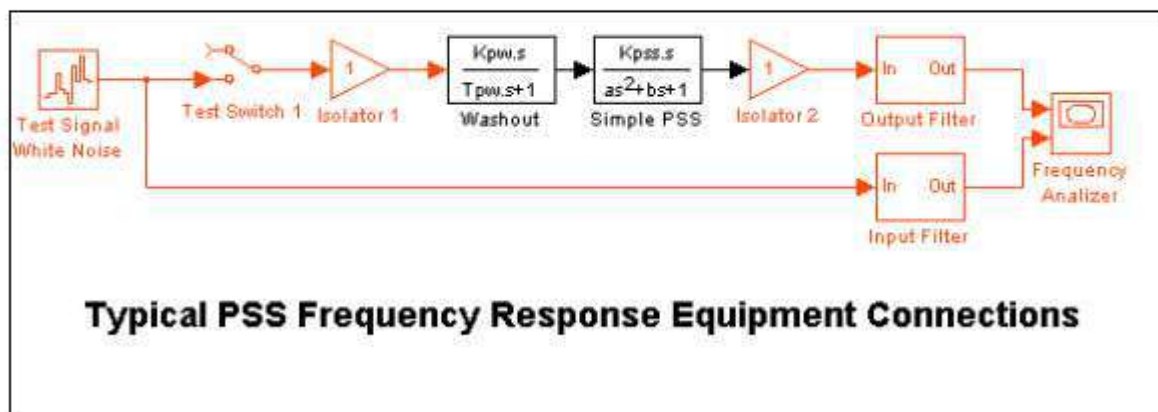 Test Signal
White Noise
Test Switch 1
1
Isolator 1
Kpw.s
Tpw.s+1
Washout
Kpss.s
as²+bs+1
Simple PSS
1
Isolator 2
In Out
Output Filter
In Out
Input Filter
Frequency
Analizer
Typical PSS Frequency Response Equipment Connections